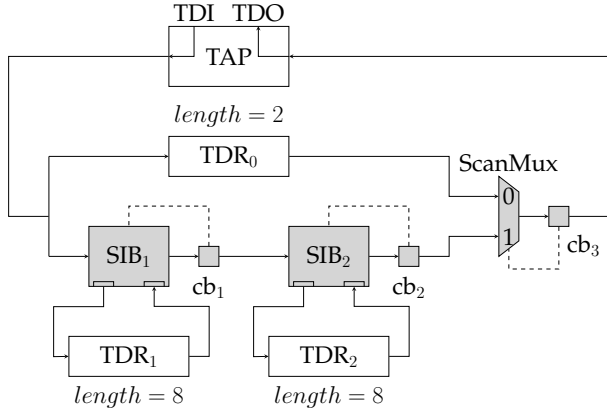 TDI TDO
TAP
length = 2
TDR0
ScanMux
0
1
cb3
SIB1
cb1
SIB2
cb2
TDR1
length = 8
TDR2
length = 8